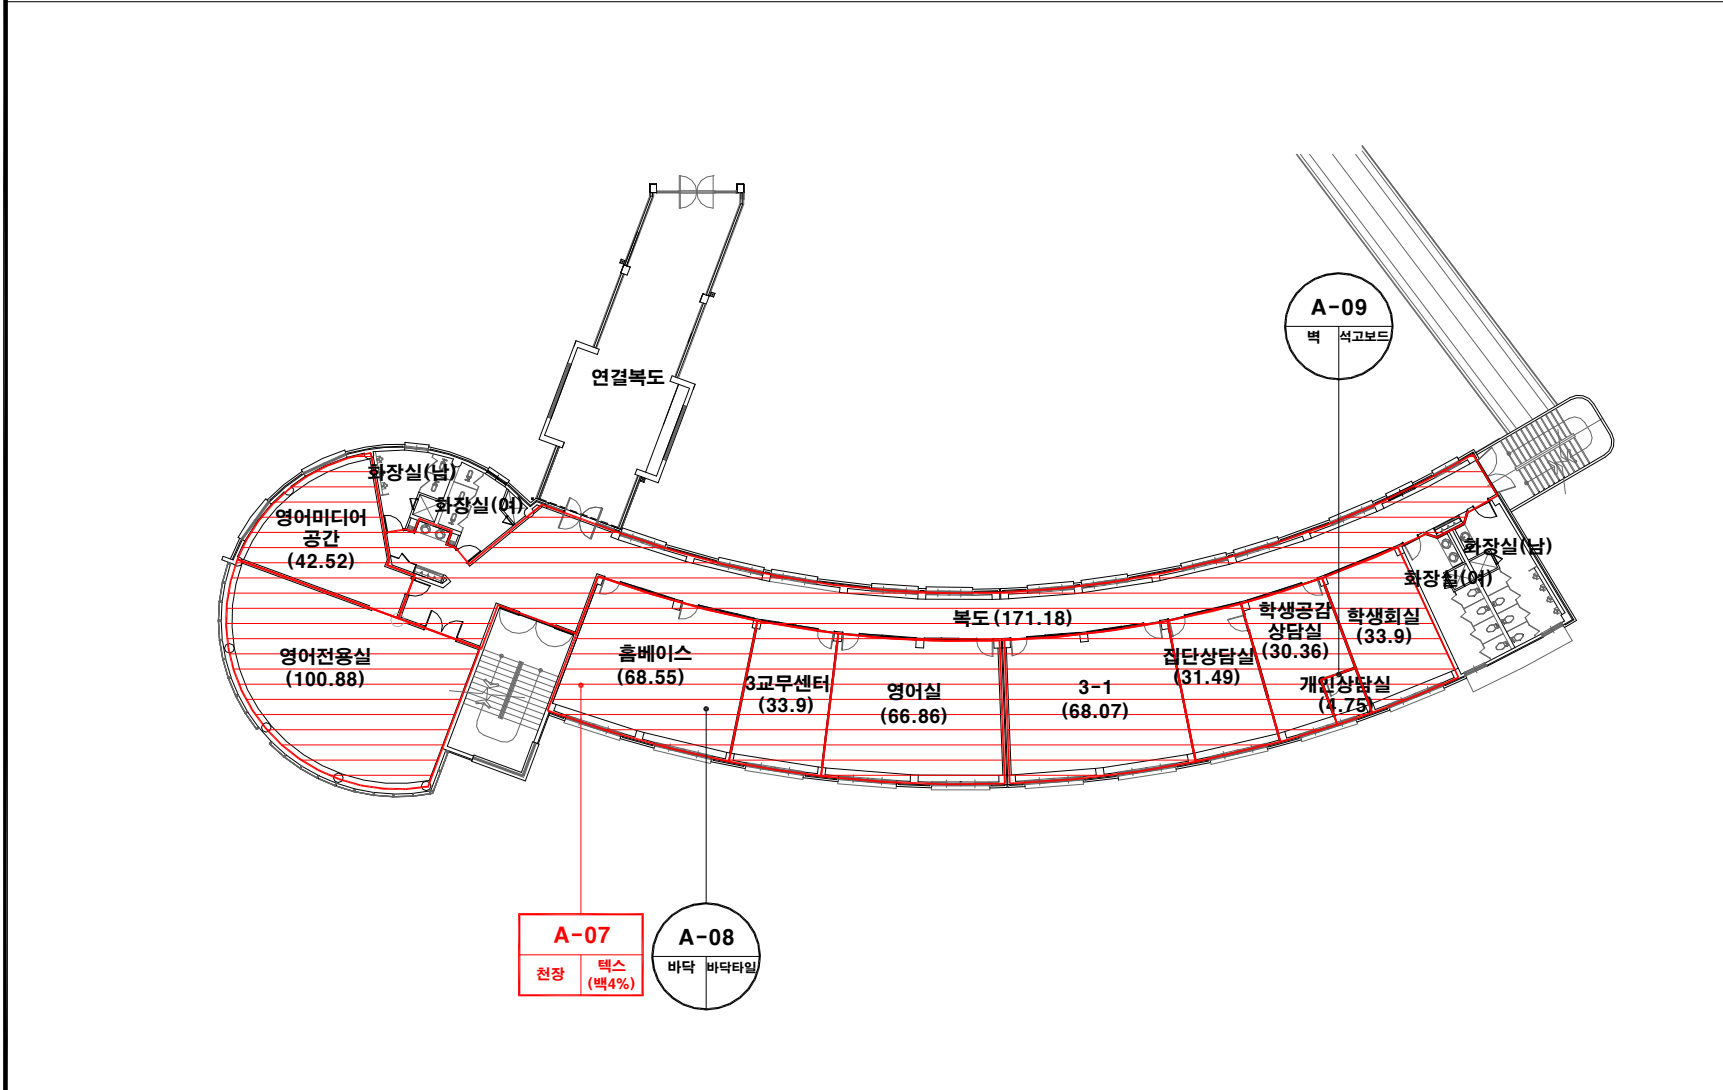 A-09
벽 석고보드
연결복도
화장실(남)
화장실(여)
영어미디어
공간
(42.52)
화장실(남)
화장실(여)
복도(171.18)
학생공감
상담실
(30.36)
학생회실
(33.9)
영어전용실
(100.88)
홈베이스
(68.55)
3교무센터
(33.9)
영어실
(66.86)
3-1
(68.07)
집단상담실
(31.49)
개인상담실
(4.75)
A-07
천장 텍스
(백4%)
A-08
바닥 바닥타일